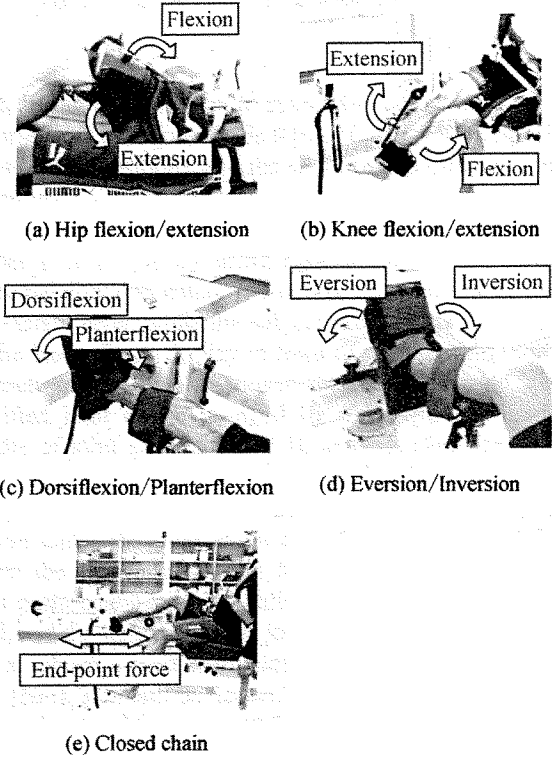 Flexion
Extension
(a) Hip flexion/extension
Extension
Flexion
(b) Knee flexion/extension
Dorsiflexion
Planterflexion
(c) Dorsiflexion/Planterflexion
Eversion
Inversion
(d) Eversion/Inversion
End-point force
(e) Closed chain